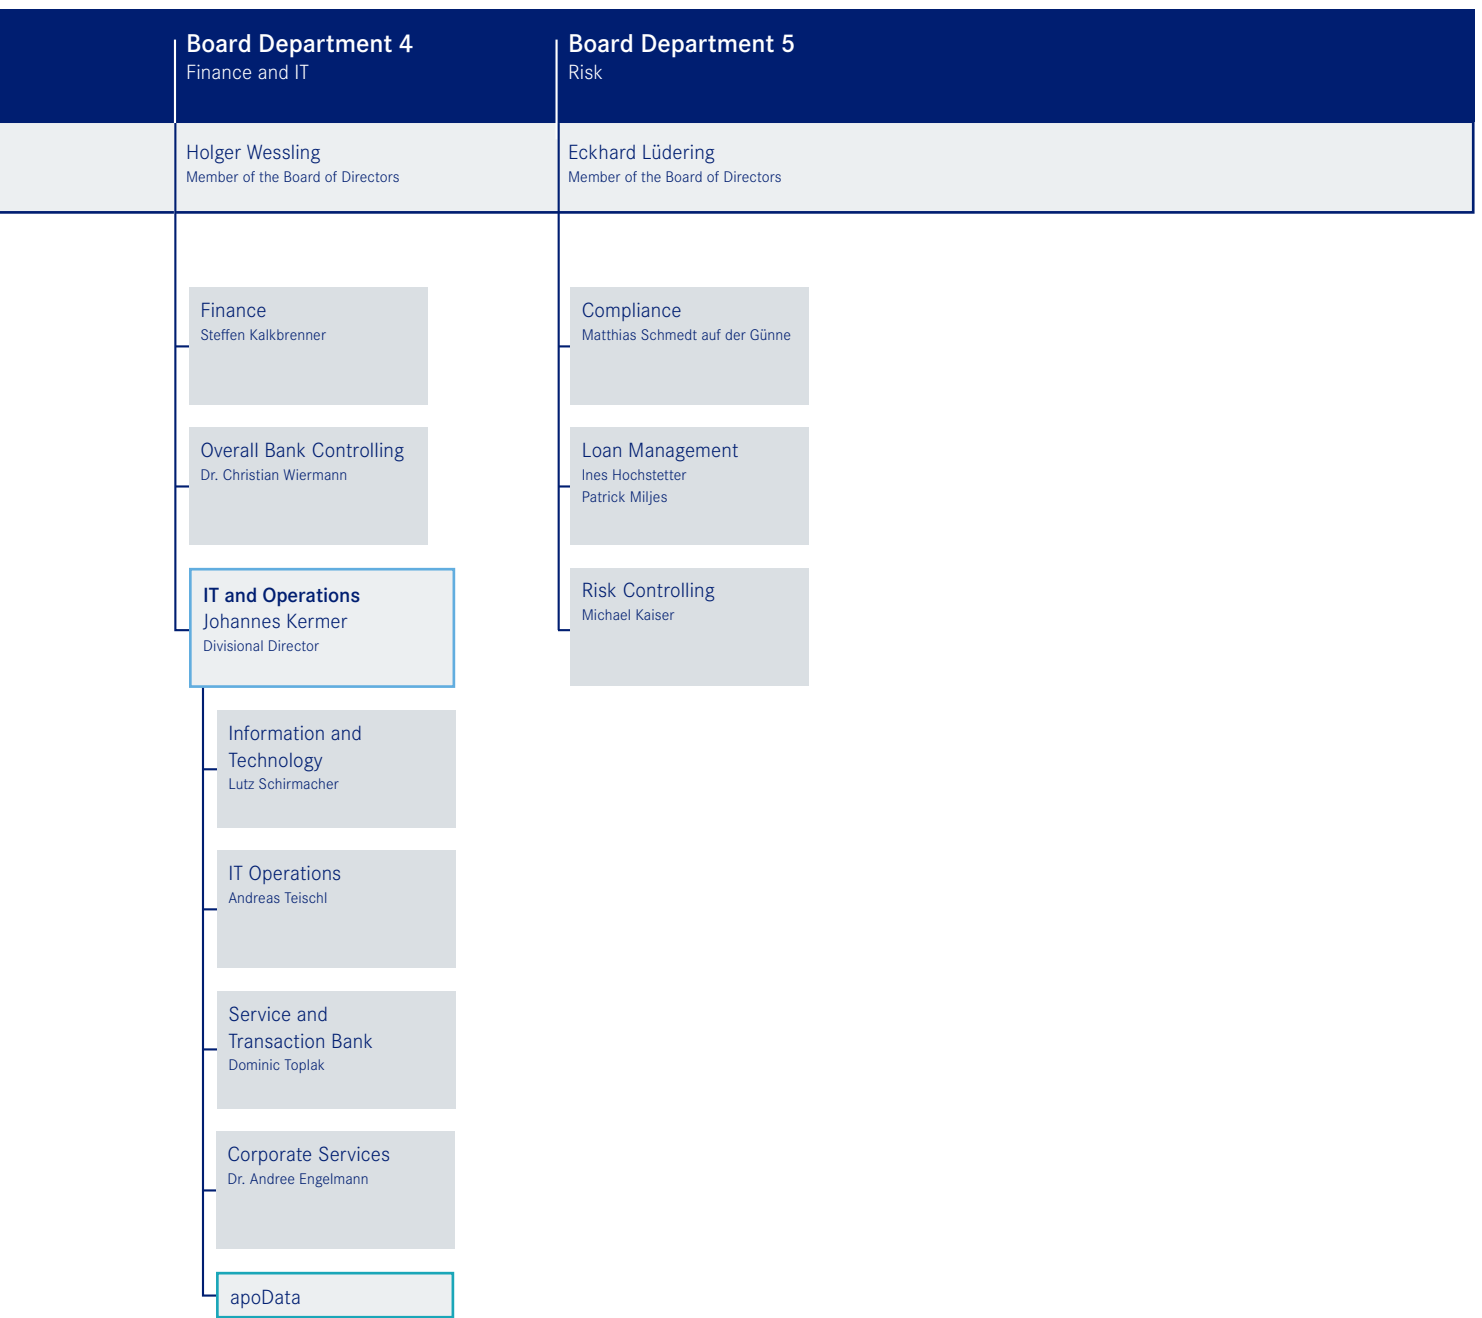 Board Department 4
Finance and IT
Holger Wessling
Member of the Board of Directors
Finance
Steffen Kalkbrenner
Overall Bank Controlling
Dr. Christian Wiermann
IT and Operations
Johannes Kermer
Divisional Director
Information and
Technology
Lutz Schirmacher
IT Operations
Andreas Teischl
Service and
Transaction Bank
Dominic Toplak
Corporate Services
Dr. Andree Engelmann
apoData
Board Department 5
Risk
Eckhard Lüdering
Member of the Board of Directors
Compliance
Matthias Schmedt auf der Günne
Loan Management
Ines Hochstetter
Patrick Miljes
Risk Controlling
Michael Kaiser